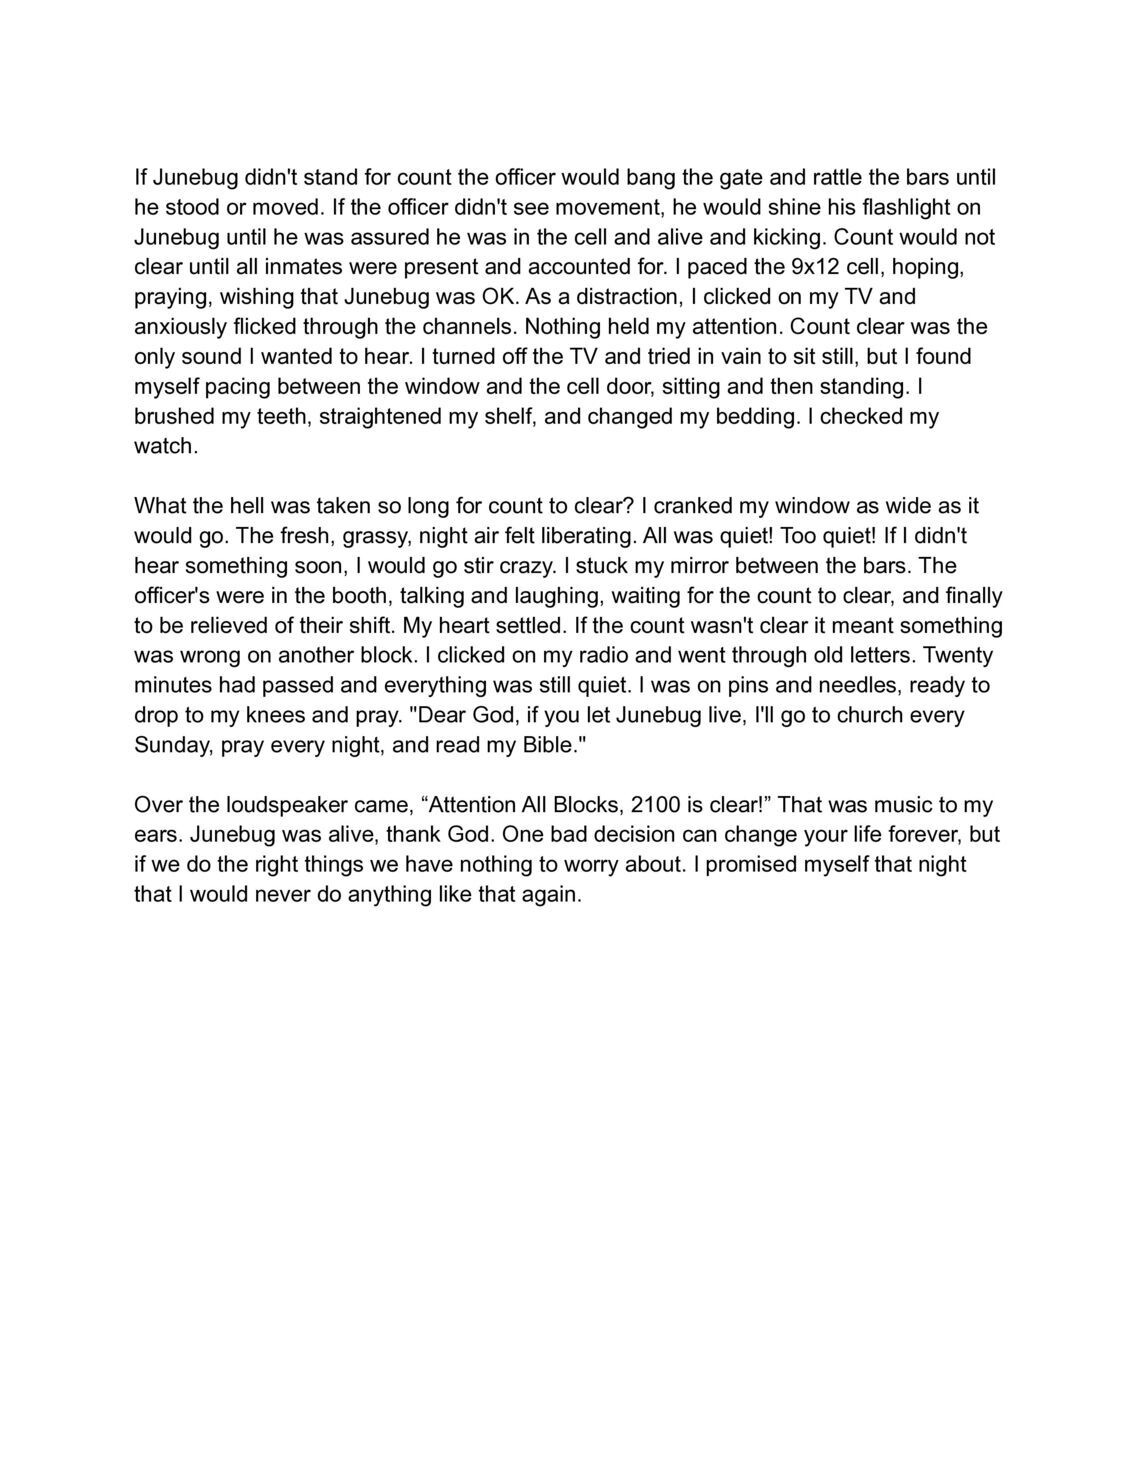 If Junebug didn't stand for count the officer would bang the gate and rattle the bars until
he stood or moved. If the officer didn't see movement, he would shine his flashlight on
Junebug until he was assured he was in the cell and alive and kicking. Count would not
clear until all inmates were present and accounted for. I paced the 9x12 cell, hoping,
praying, wishing that Junebug was OK. As a distraction, I clicked on my TV and
anxiously flicked through the channels. Nothing held my attention. Count clear was the
only sound I wanted to hear. I turned off the TV and tried in vain to sit still, but I found
myself pacing between the window and the cell door, sitting and then standing. I
brushed my teeth, straightened my shelf, and changed my bedding. I checked my
watch.
What the hell was taken so long for count to clear? I cranked my window as wide as it
would go. The fresh, grassy, night air felt liberating. All was quiet! Too quiet! If I didn't
hear something soon, I would go stir crazy. I stuck my mirror between the bars. The
officer's were in the booth, talking and laughing, waiting for the count to clear, and finally
to be relieved of their shift. My heart settled. If the count wasn't clear it meant something
was wrong on another block. I clicked on my radio and went through old letters. Twenty
minutes had passed and everything was still quiet. I was on pins and needles, ready to
drop to my knees and pray. "Dear God, if you let Junebug live, I'll go to church every
Sunday, pray every night, and read my Bible."
Over the loudspeaker came, “Attention All Blocks, 2100 is clear!” That was music to my
ears. Junebug was alive, thank God. One bad decision can change your life forever, but
if we do the right things we have nothing to worry about. I promised myself that night
that I would never do anything like that again.